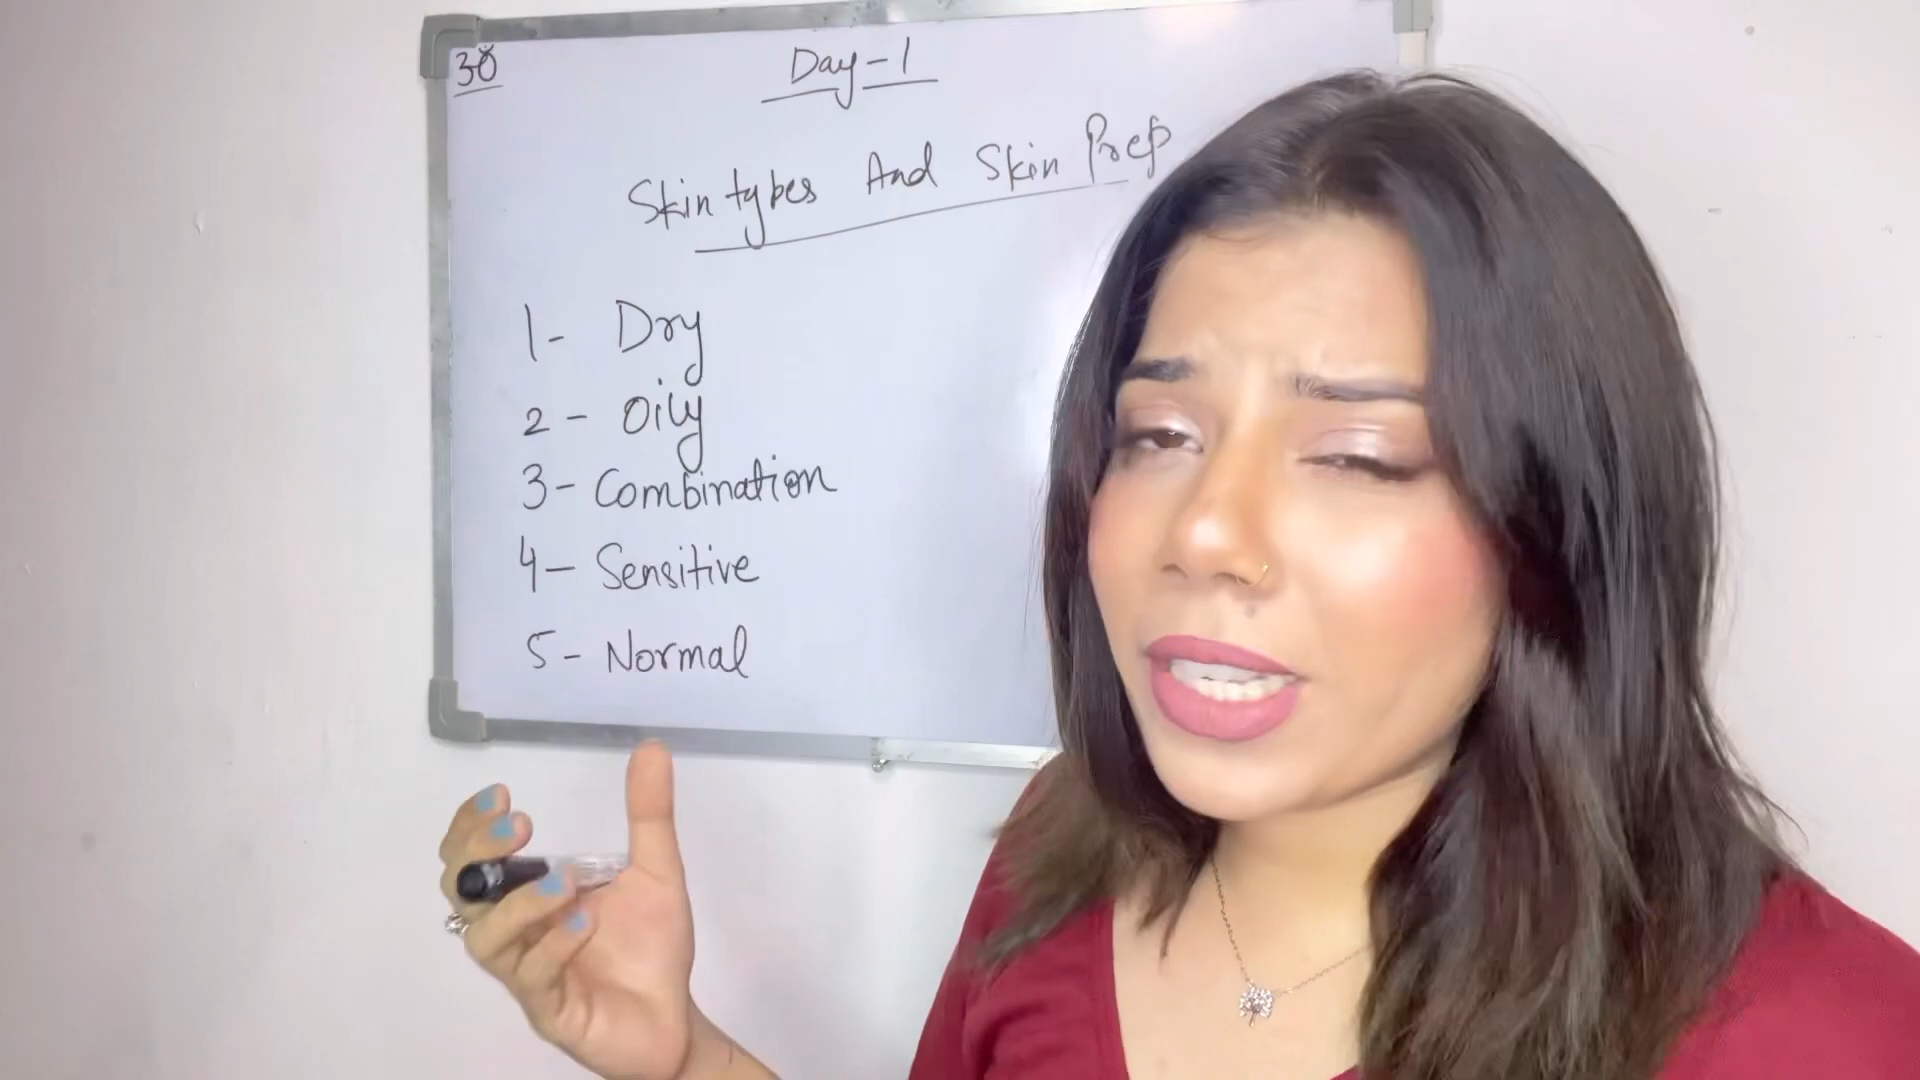 30
Day-1
Skin types And Skin Prep
1- Dry
2- Oily
3- Combination
4- Sensitive
5- Normal